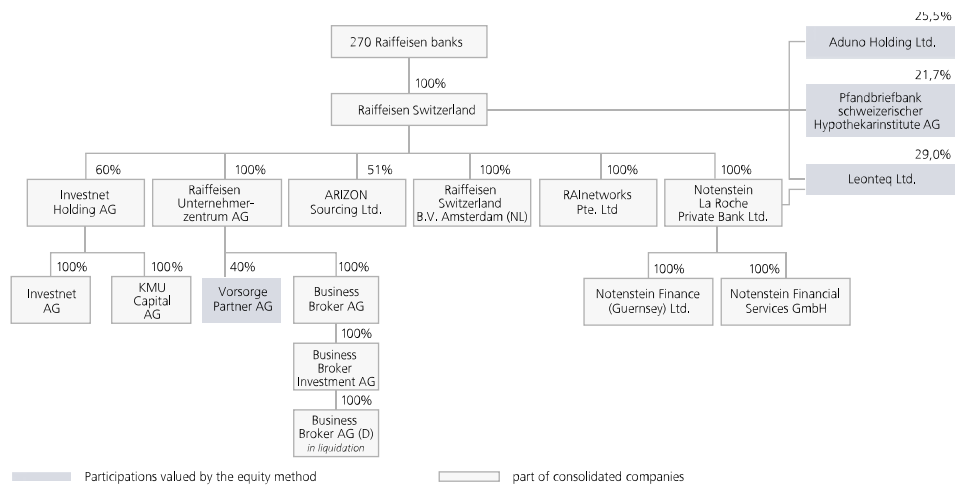 25,5%
270 Raiffeisen banks
Aduno Holding Ltd.
100%
21,7%
Raiffeisen Switzerland
Pfandbriefbank
schweizerischer
Hypothekarinstitute AG
29,0%
Leonteq Ltd.
60%
100%
51%
100%
100%
100%
Investnet
Holding AG
Raiffeisen
Unternehmer-
zentrum AG
ARIZON
Sourcing Ltd.
Raiffeisen
Switzerland
B.V. Amsterdam (NL)
RAInetworks
Pte. Ltd
Notenstein
La Roche
Private Bank Ltd.
100%
100%
40%
100%
100%
100%
Investnet
AG
KMU
Capital
AG
Vorsorge
Partner AG
Business
Broker AG
Notenstein Finance
(Guernsey) Ltd.
Notenstein Financial
Services GmbH
100%
Business
Broker
Investment AG
100%
Business
Broker AG (D)
in liquidation
Participations valued by the equity method
part of consolidated companies